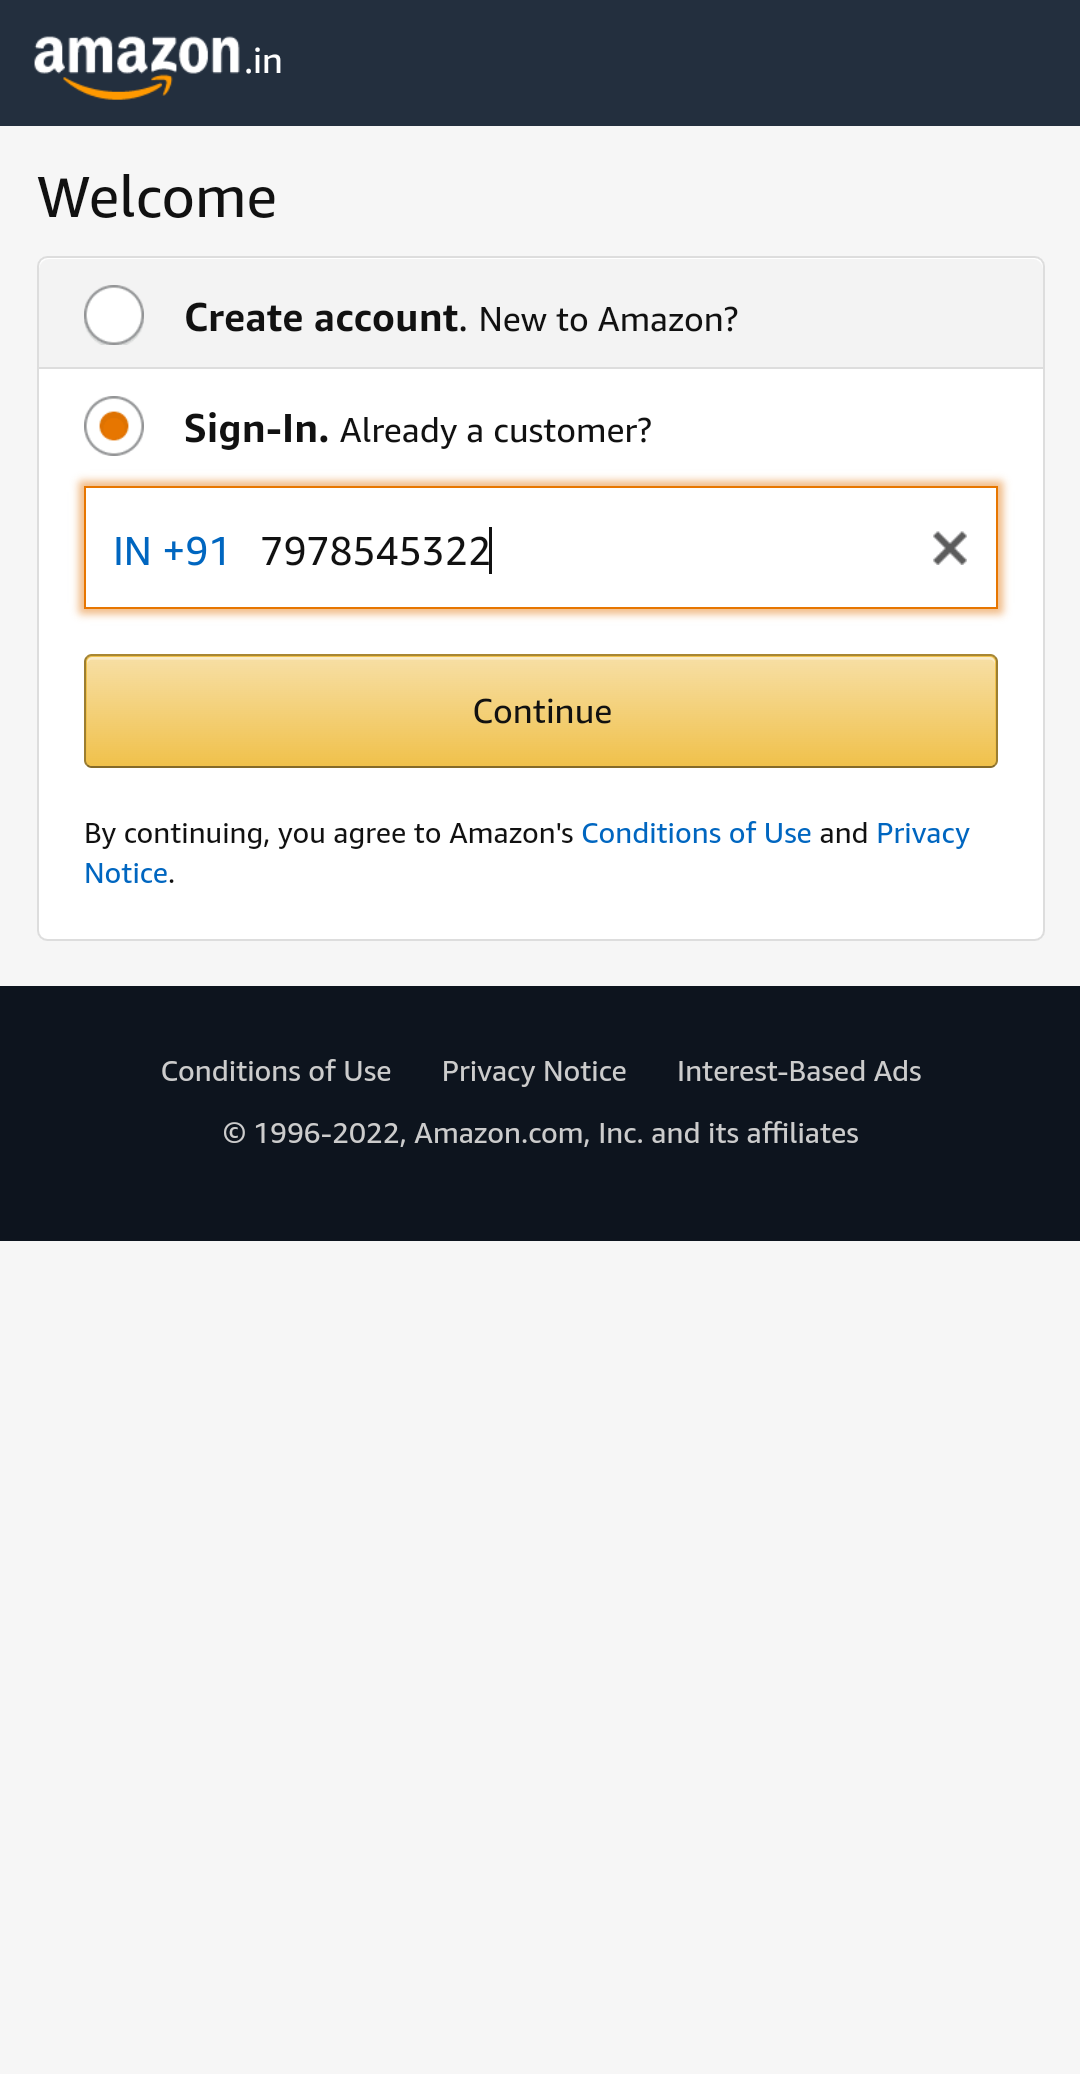 amazon.in
Welcome
Create account. New to Amazon?
Sign-In. Already a customer?
IN +91 7978545322
Continue
By continuing, you agree to Amazon's Conditions of Use and Privacy
Notice.
Conditions of Use Privacy Notice Interest-Based Ads
© 1996-2022, Amazon.com, Inc. and its affiliates